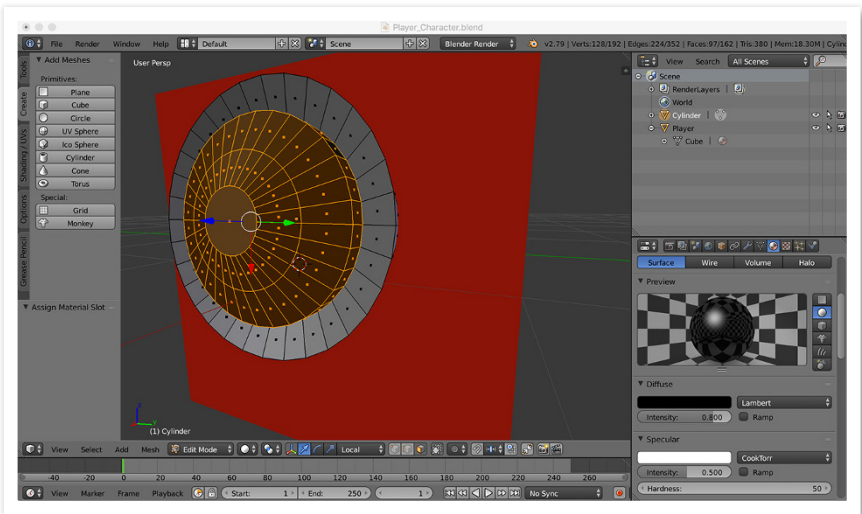 Player_Character.blend
File Render Window Help Default Scene Blender Render v2.79 | Verts:128/192 | Edges:224/352 | Faces:97/162 | Tris:380 | Mem:18.30M | Cylin
Add Meshes
Primitives:
Plane
Cube
Circle
UV Sphere
Ico Sphere
Cylinder
Cone
Torus
Special:
Grid
Monkey
Assign Material Slot
Tools
Create
Shading / UVs
Options
Grease Pencil
User Persp
(1) Cylinder
View Select Add Mesh Edit Mode Local
-40 -20 0 20 40 60 80 100 120 140 160 180 200 220 240 260
View Marker Frame Playback Start: 1 End: 250 1 No Sync
View Search All Scenes
Scene
RenderLayers |
World
Cylinder |
Player
Cube |
Surface Wire Volume Halo
Preview
Diffuse
Lambert
Intensity: 0.800 Ramp
Specular
CookTorr
Intensity: 0.500 Ramp
Hardness: 50